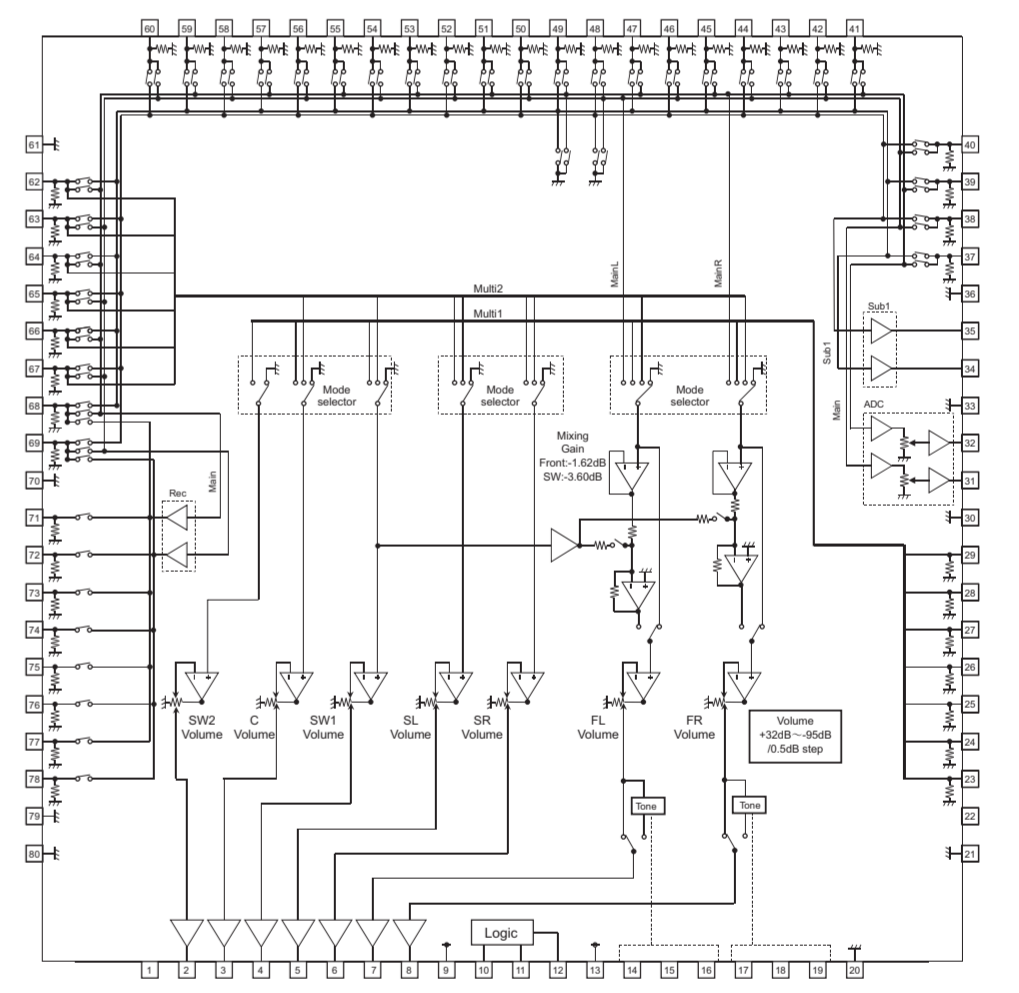 60 59 58 57 56 55 54 53 52 51 50 49 48 47 46 45 44 43 42 41
61 40
62 39
63 38
64 37
MainL MainR
65 36
Multi2
Multi1
Sub1
66 35
Sub1
67 34
Mode
selector
Mode
selector
Mode
selector
68 33
Main
ADC
69 32
Mixing
Gain
Front:-1.62dB
SW:-3.60dB
70 31
Main
Rec
71 30
72 29
73 28
74 27
75 26
76 25
SW2
Volume
C
Volume
SW1
Volume
SL
Volume
SR
Volume
FL
Volume
FR
Volume
Volume
+32dB～-95dB
/0.5dB step
77 24
78 23
Tone Tone
79 22
80 21
Logic
1 2 3 4 5 6 7 8 9 10 11 12 13 14 15 16 17 18 19 20